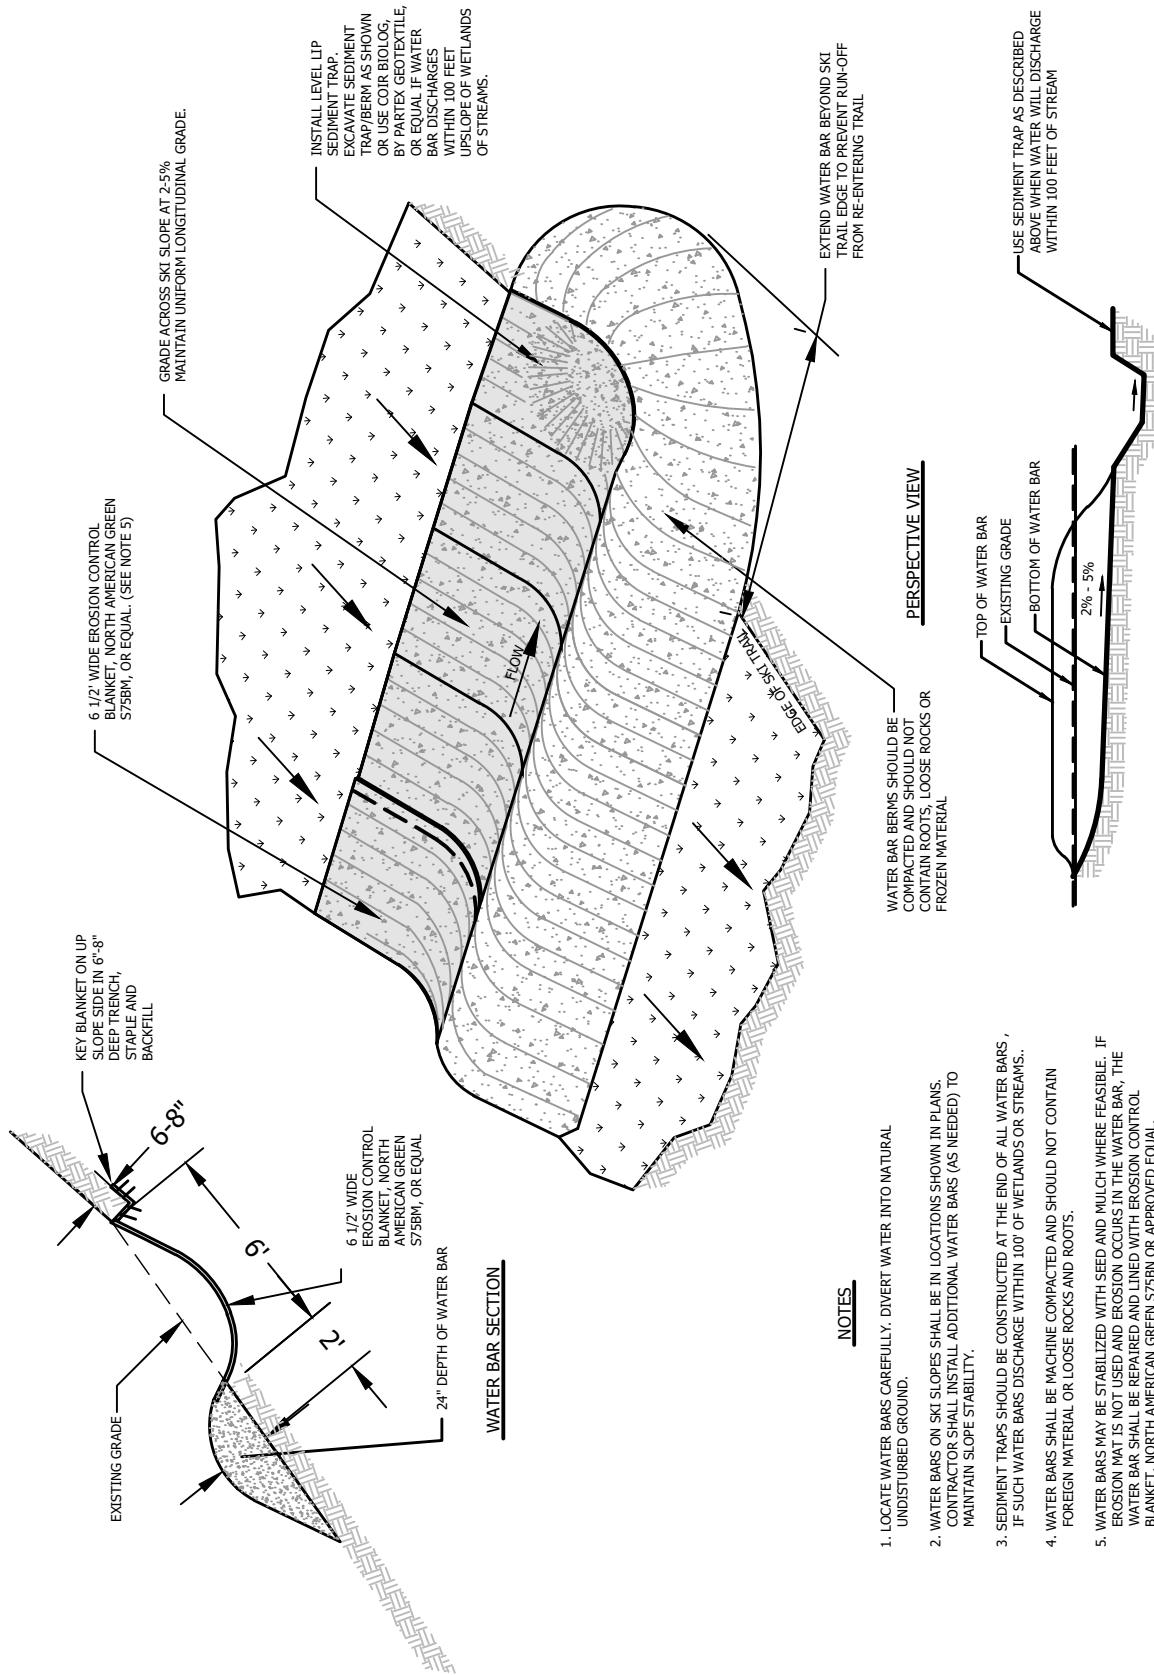 KEY BLANKET ON UP
SLOPE SIDE IN 6"-8"
DEEP TRENCH,
STAPLE AND
BACKFILL
EXISTING GRADE
6-8"
6'
2'
6 1/2' WIDE
EROSION CONTROL
BLANKET, NORTH
AMERICAN GREEN
S75BM, OR EQUAL
24" DEPTH OF WATER BAR
WATER BAR SECTION
6 1/2' WIDE EROSION CONTROL
BLANKET, NORTH AMERICAN GREEN
S75BM, OR EQUAL. (SEE NOTE 5)
GRADE ACROSS SKI SLOPE AT 2-5%
MAINTAIN UNIFORM LONGITUDINAL GRADE.
INSTALL LEVEL LIP
SEDIMENT TRAP.
EXCAVATE SEDIMENT
TRAP/BERM AS SHOWN
OR USE COIR BIOLOG,
BY PARTEX GEOTEXTILE,
OR EQUAL IF WATER
BAR DISCHARGES
WITHIN 100 FEET
UPSLOPE OF WETLANDS
OF STREAMS.
FLOW
EDGE OF SKI TRAIL
EXTEND WATER BAR BEYOND SKI
TRAIL EDGE TO PREVENT RUN-OFF
FROM RE-ENTERING TRAIL
WATER BAR BERMS SHOULD BE
COMPACTED AND SHOULD NOT
CONTAIN ROOTS, LOOSE ROCKS OR
FROZEN MATERIAL
PERSPECTIVE VIEW
TOP OF WATER BAR
EXISTING GRADE
BOTTOM OF WATER BAR
2% - 5%
USE SEDIMENT TRAP AS DESCRIBED
ABOVE WHEN WATER WILL DISCHARGE
WITHIN 100 FEET OF STREAM
NOTES
1. LOCATE WATER BARS CAREFULLY. DIVERT WATER INTO NATURAL
UNDISTURBED GROUND.
2. WATER BARS ON SKI SLOPES SHALL BE IN LOCATIONS SHOWN IN PLANS.
CONTRACTOR SHALL INSTALL ADDITIONAL WATER BARS (AS NEEDED) TO
MAINTAIN SLOPE STABILITY.
3. SEDIMENT TRAPS SHOULD BE CONSTRUCTED AT THE END OF ALL WATER BARS ,
IF SUCH WATER BARS DISCHARGE WITHIN 100' OF WETLANDS OR STREAMS..
4. WATER BARS SHALL BE MACHINE COMPACTED AND SHOULD NOT CONTAIN
FOREIGN MATERIAL OR LOOSE ROCKS AND ROOTS.
5. WATER BARS MAY BE STABILIZED WITH SEED AND MULCH WHERE FEASIBLE. IF
EROSION MAT IS NOT USED AND EROSION OCCURS IN THE WATER BAR, THE
WATER BAR SHALL BE REPAIRED AND LINED WITH EROSION CONTROL
BLANKET, NORTH AMERICAN GREEN S75BN OR APPROVED EQUAL.